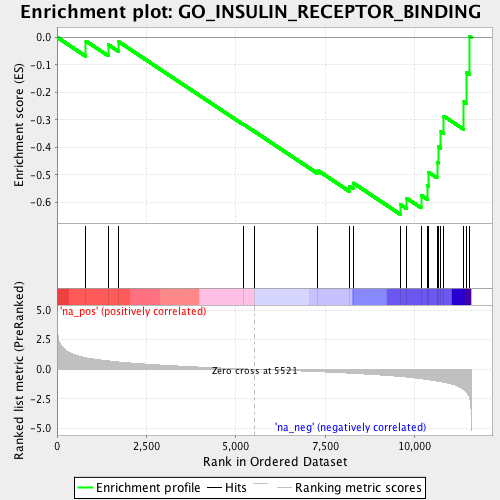 Enrichment plot: GO_INSULIN_RECEPTOR_BINDING
Enrichment score (ES)
0.0
-0.1
-0.2
-0.3
-0.4
-0.5
-0.6
'na_pos' (positively correlated)
Ranked list metric (PreRanked)
5.0
2.5
0.0
-2.5
-5.0
Zero cross at 5521
'na_neg' (negatively correlated)
0 2,500 5,000 7,500 10,000
Rank in Ordered Dataset
Enrichment profile Hits Ranking metric scores